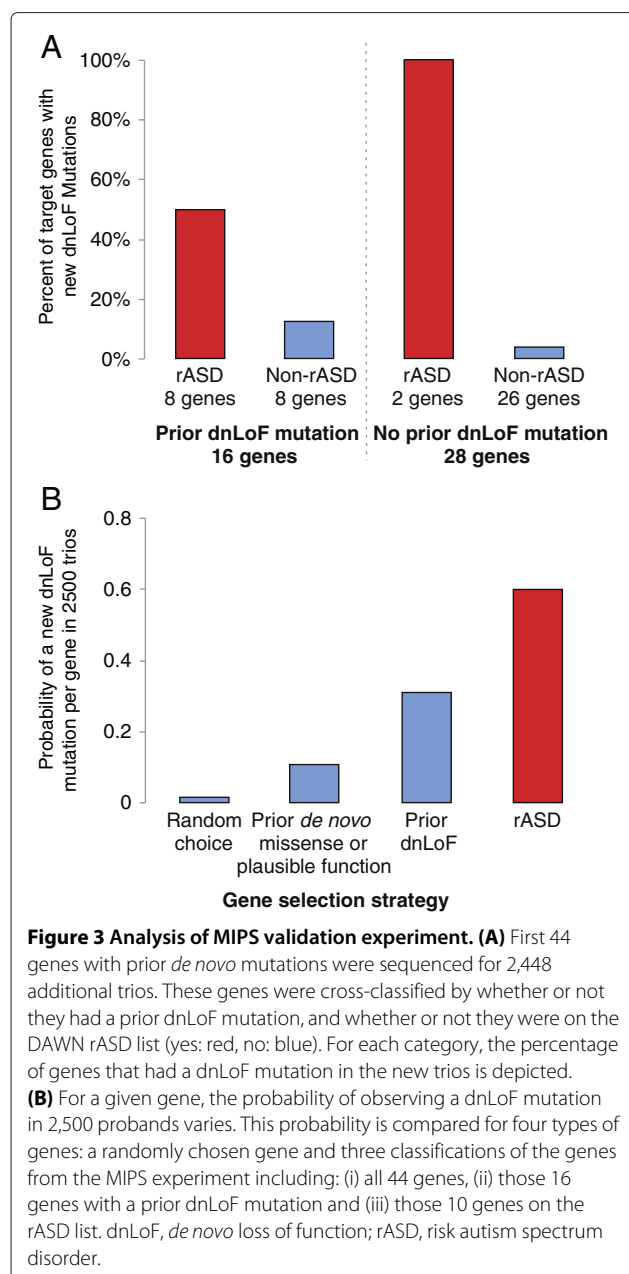 A
Percent of target genes with
new dnLoF Mutations
100%
80%
60%
40%
20%
0%
rASD
8 genes
Non-rASD
8 genes
rASD
2 genes
Non-rASD
26 genes
Prior dnLoF mutation
16 genes
No prior dnLoF mutation
28 genes
B
Probability of a new dnLoF
mutation per gene in 2500 trios
0.8
0.6
0.4
0.2
0
Random
choice
Prior de novo
missense or
plausible function
Prior
dnLoF
rASD
Gene selection strategy
Figure 3 Analysis of MIPS validation experiment. (A) First 44
genes with prior de novo mutations were sequenced for 2,448
additional trios. These genes were cross-classified by whether or not
they had a prior dnLoF mutation, and whether or not they were on the
DAWN rASD list (yes: red, no: blue). For each category, the percentage
of genes that had a dnLoF mutation in the new trios is depicted.
(B) For a given gene, the probability of observing a dnLoF mutation
in 2,500 probands varies. This probability is compared for four types of
genes: a randomly chosen gene and three classifications of the genes
from the MIPS experiment including: (i) all 44 genes, (ii) those 16
genes with a prior dnLoF mutation and (iii) those 10 genes on the
rASD list. dnLoF, de novo loss of function; rASD, risk autism spectrum
disorder.